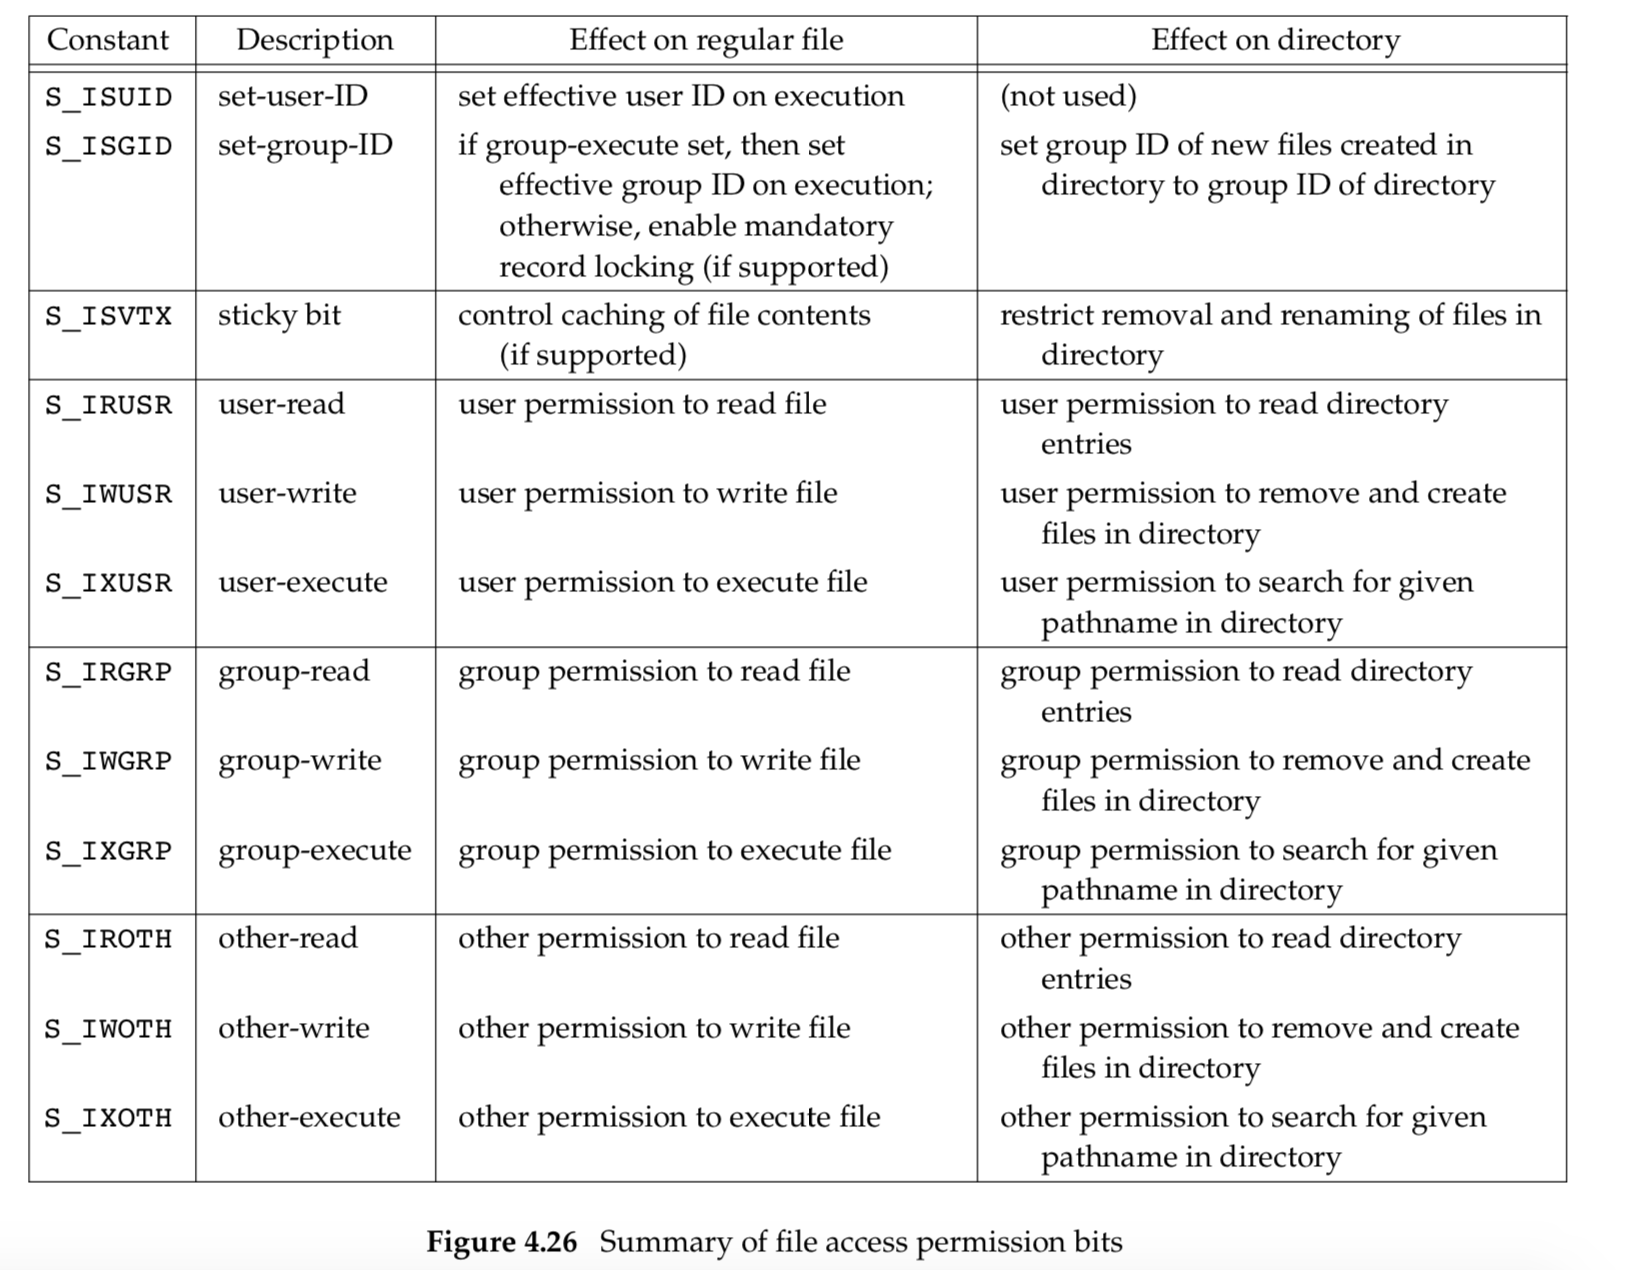 Constant Description Effect on regular file Effect on directory
S_ISUID set-user-ID set effective user ID on execution (not used)
S_ISGID set-group-ID if group-execute set, then set set group ID of new files created in
effective group ID on execution; directory to group ID of directory
otherwise, enable mandatory
record locking (if supported)
S_ISVTX sticky bit control caching of file contents restrict removal and renaming of files in
(if supported) directory
S_IRUSR user-read user permission to read file user permission to read directory
entries
S_IWUSR user-write user permission to write file user permission to remove and create
files in directory
S_IXUSR user-execute user permission to execute file user permission to search for given
pathname in directory
S_IRGRP group-read group permission to read file group permission to read directory
entries
S_IWGRP group-write group permission to write file group permission to remove and create
files in directory
S_IXGRP group-execute group permission to execute file group permission to search for given
pathname in directory
S_IROTH other-read other permission to read file other permission to read directory
entries
S_IWOTH other-write other permission to write file other permission to remove and create
files in directory
S_IXOTH other-execute other permission to execute file other permission to search for given
pathname in directory
Figure 4.26 Summary of file access permission bits